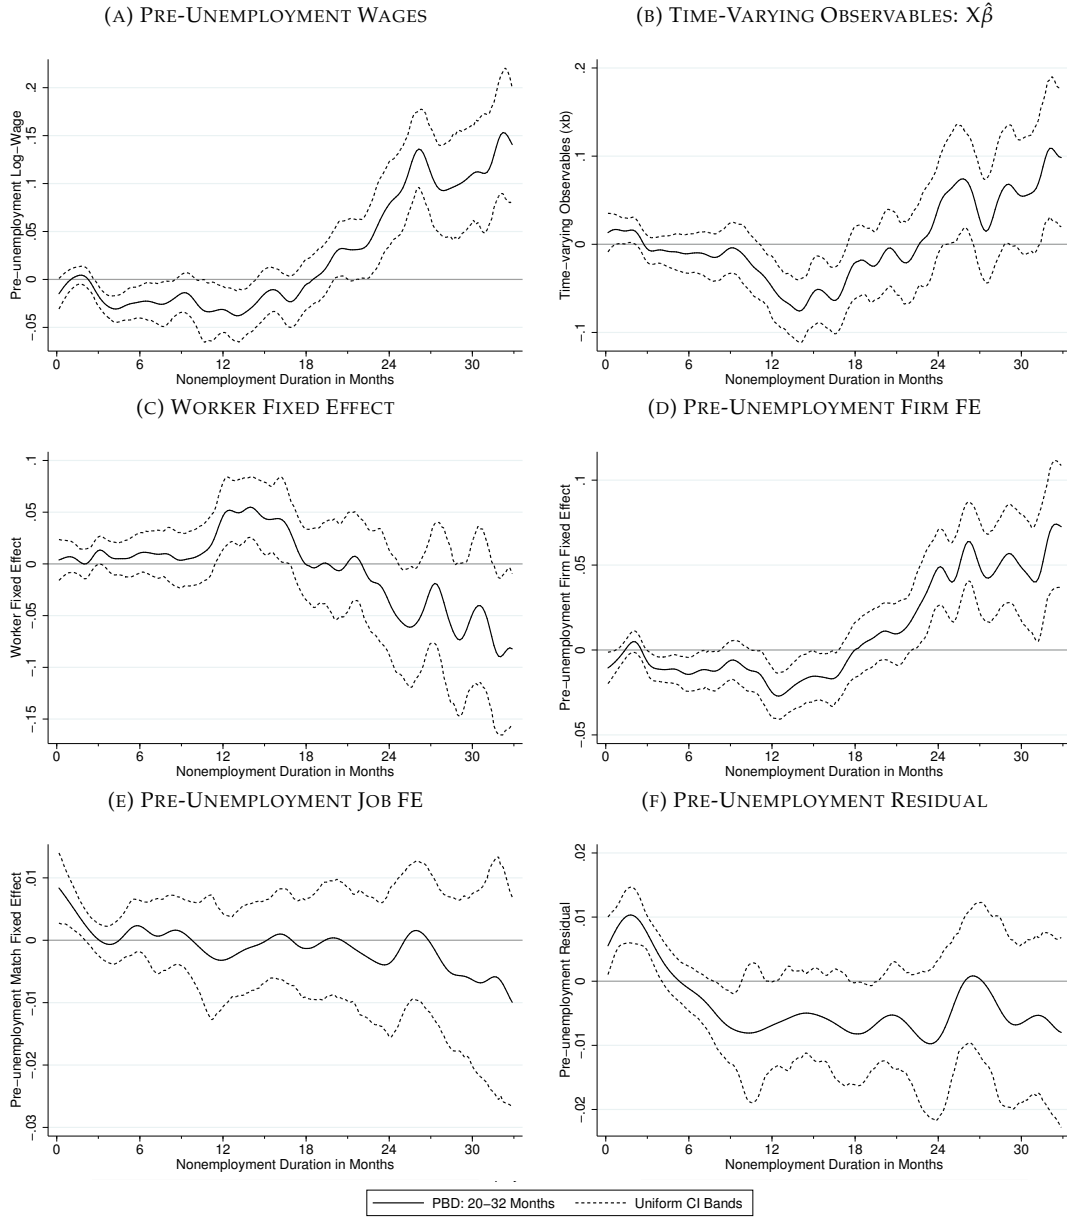 (A) PRE-UNEMPLOYMENT WAGES
Pre−unemployment Log−Wage
.2
.15
.1
.05
0
−.05
0 6 12 18 24 30
Nonemployment Duration in Months
(B) TIME-VARYING OBSERVABLES: Xβ̂
Time−varying Observables (xb)
.2
.1
0
−.1
0 6 12 18 24 30
Nonemployment Duration in Months
(C) WORKER FIXED EFFECT
Worker Fixed Effect
.1
.05
0
−.05
−.1
−.15
0 6 12 18 24 30
Nonemployment Duration in Months
(D) PRE-UNEMPLOYMENT FIRM FE
Pre−unemployment Firm Fixed Effect
.1
.05
0
−.05
0 6 12 18 24 30
Nonemployment Duration in Months
(E) PRE-UNEMPLOYMENT JOB FE
Pre−unemployment Match Fixed Effect
.01
0
−.01
−.02
−.03
0 6 12 18 24 30
Nonemployment Duration in Months
(F) PRE-UNEMPLOYMENT RESIDUAL
Pre−unemployment Residual
.02
.01
0
−.01
−.02
0 6 12 18 24 30
Nonemployment Duration in Months
PBD: 20−32 Months Uniform CI Bands